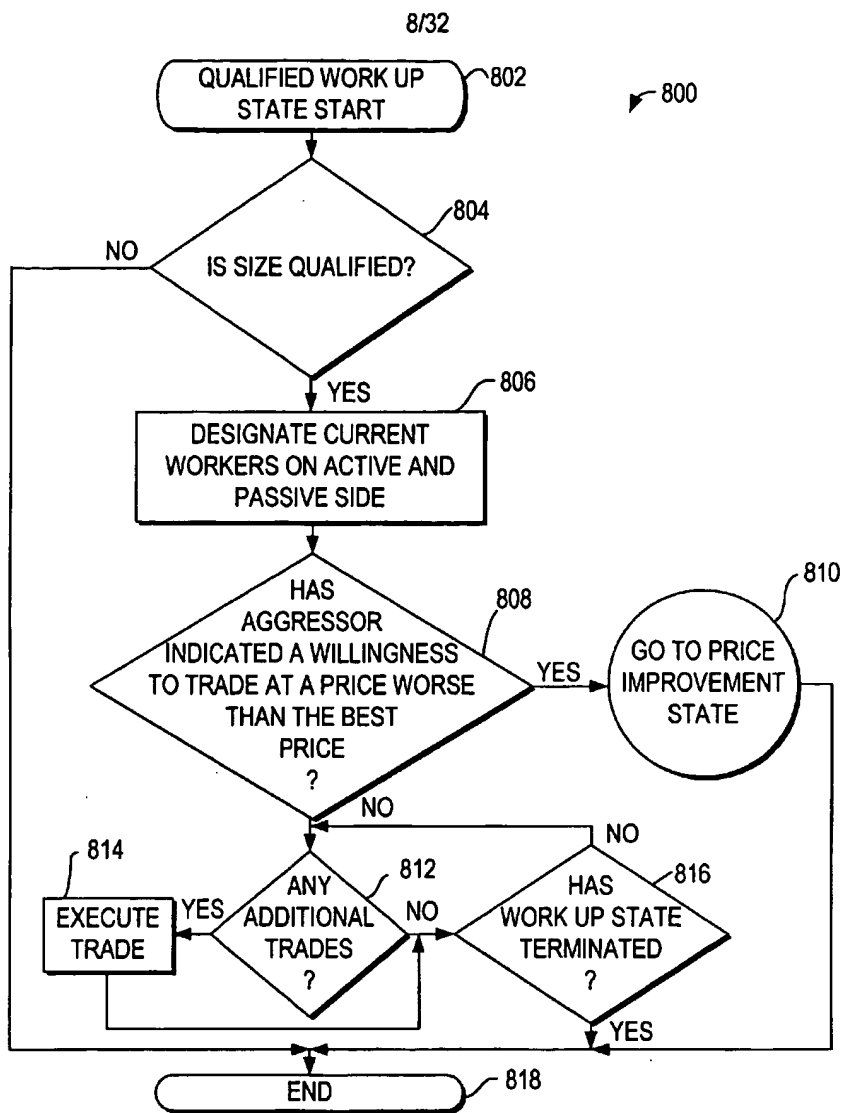 8/32
QUALIFIED WORK UP
STATE START
802
800
804
NO
IS SIZE QUALIFIED?
YES
806
DESIGNATE CURRENT
WORKERS ON ACTIVE AND
PASSIVE SIDE
HAS
AGGRESSOR
INDICATED A WILLINGNESS
TO TRADE AT A PRICE WORSE
THAN THE BEST
PRICE
?
808
YES
810
GO TO PRICE
IMPROVEMENT
STATE
NO
NO
814
EXECUTE
TRADE
YES
812
ANY
ADDITIONAL
TRADES
?
NO
816
HAS
WORK UP STATE
TERMINATED
?
YES
END
818